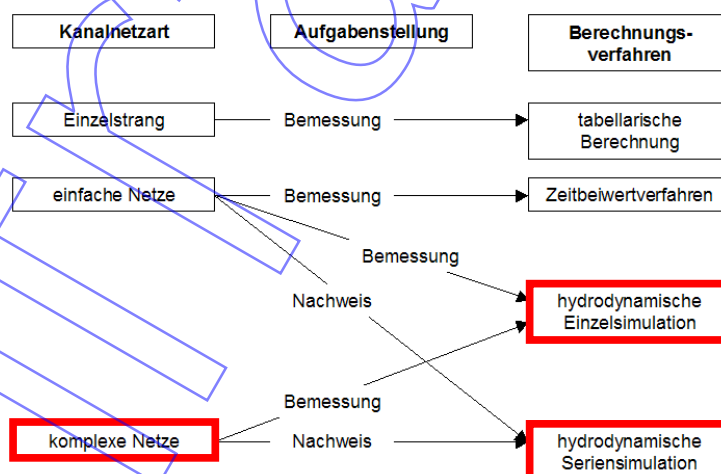 Kanalnetzart
Aufgabenstellung
Berechnungs-
verfahren
Einzelstrang
Bemessung
tabellarische
Berechnung
einfache Netze
Bemessung
Zeitbeiwertverfahren
Bemessung
Nachweis
hydrodynamische
Einzelsimulation
Bemessung
komplexe Netze
Nachweis
hydrodynamische
Seriensimulation